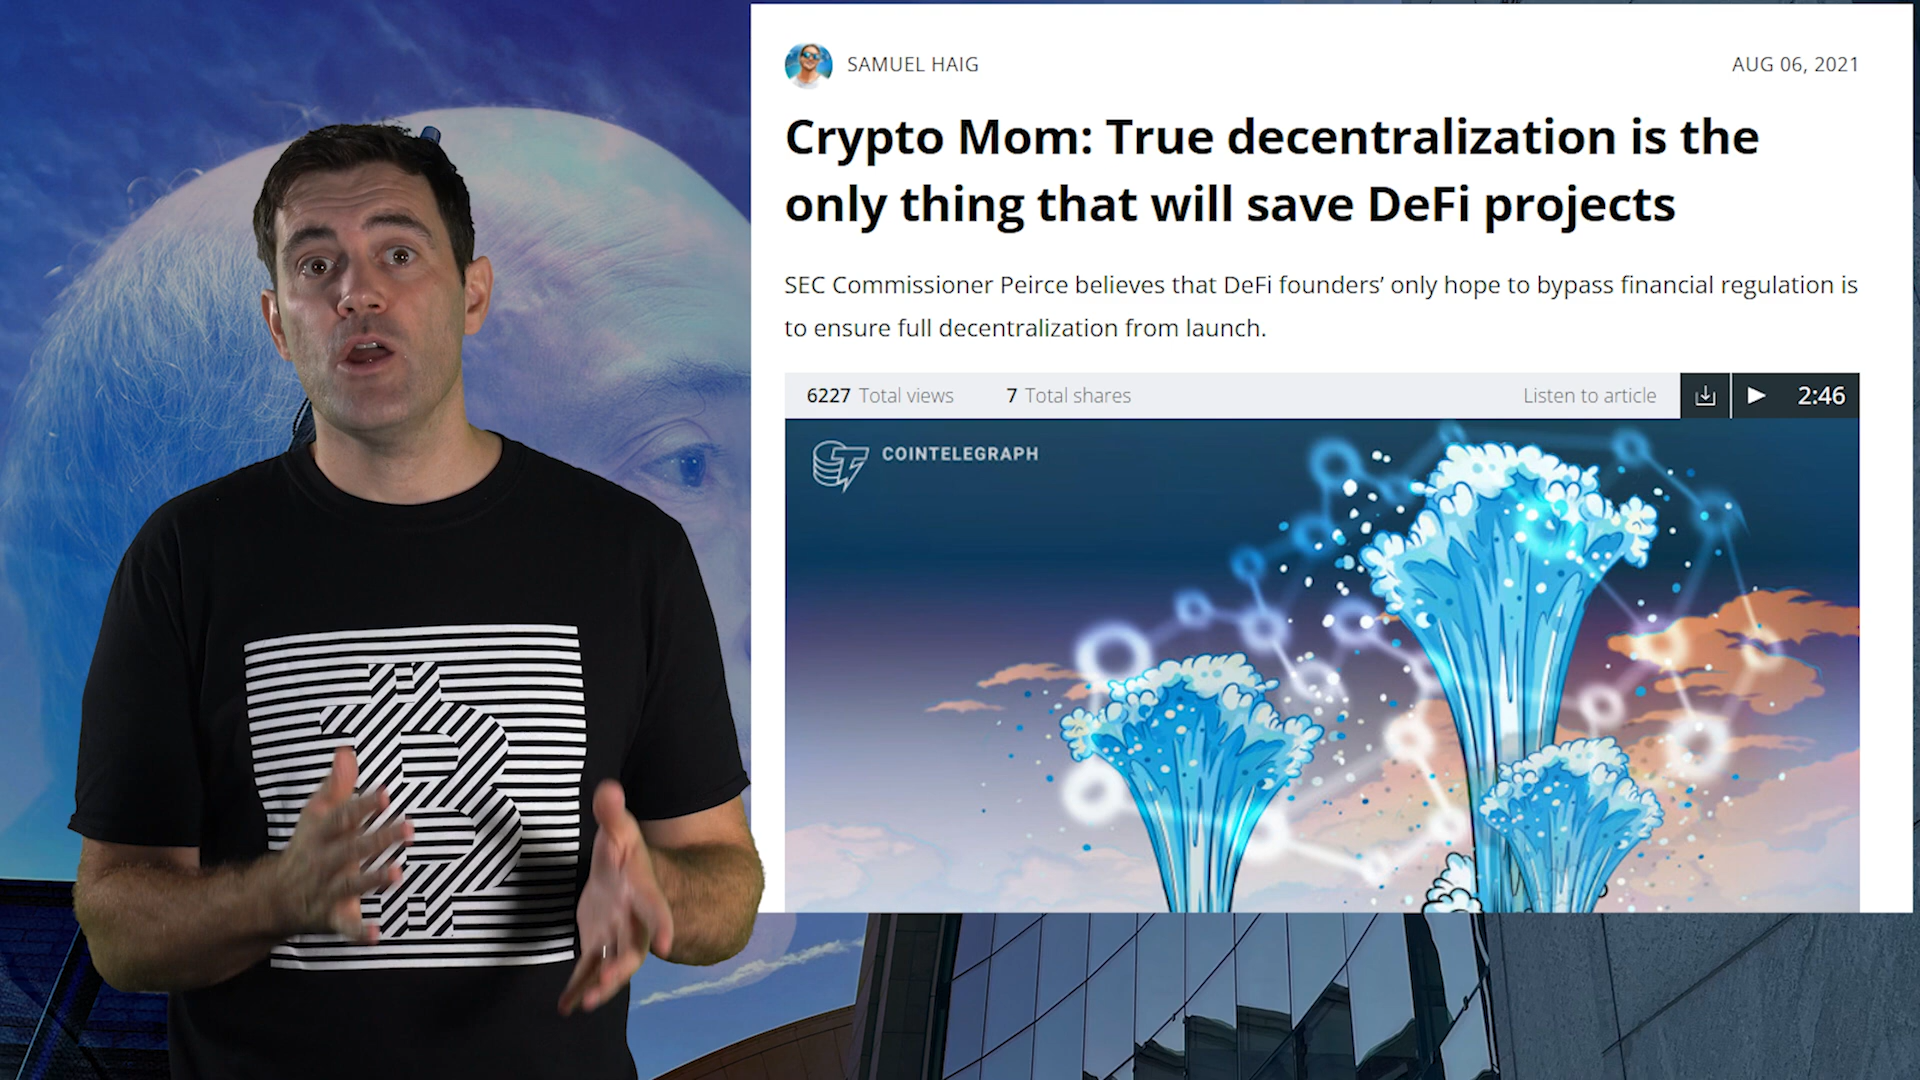 SAMUEL HAIG
AUG 06, 2021
Crypto Mom: True decentralization is the
only thing that will save DeFi projects
SEC Commissioner Peirce believes that DeFi founders’ only hope to bypass financial regulation is
to ensure full decentralization from launch.
6227 Total views 7 Total shares Listen to article 2:46
COINTELEGRAPH